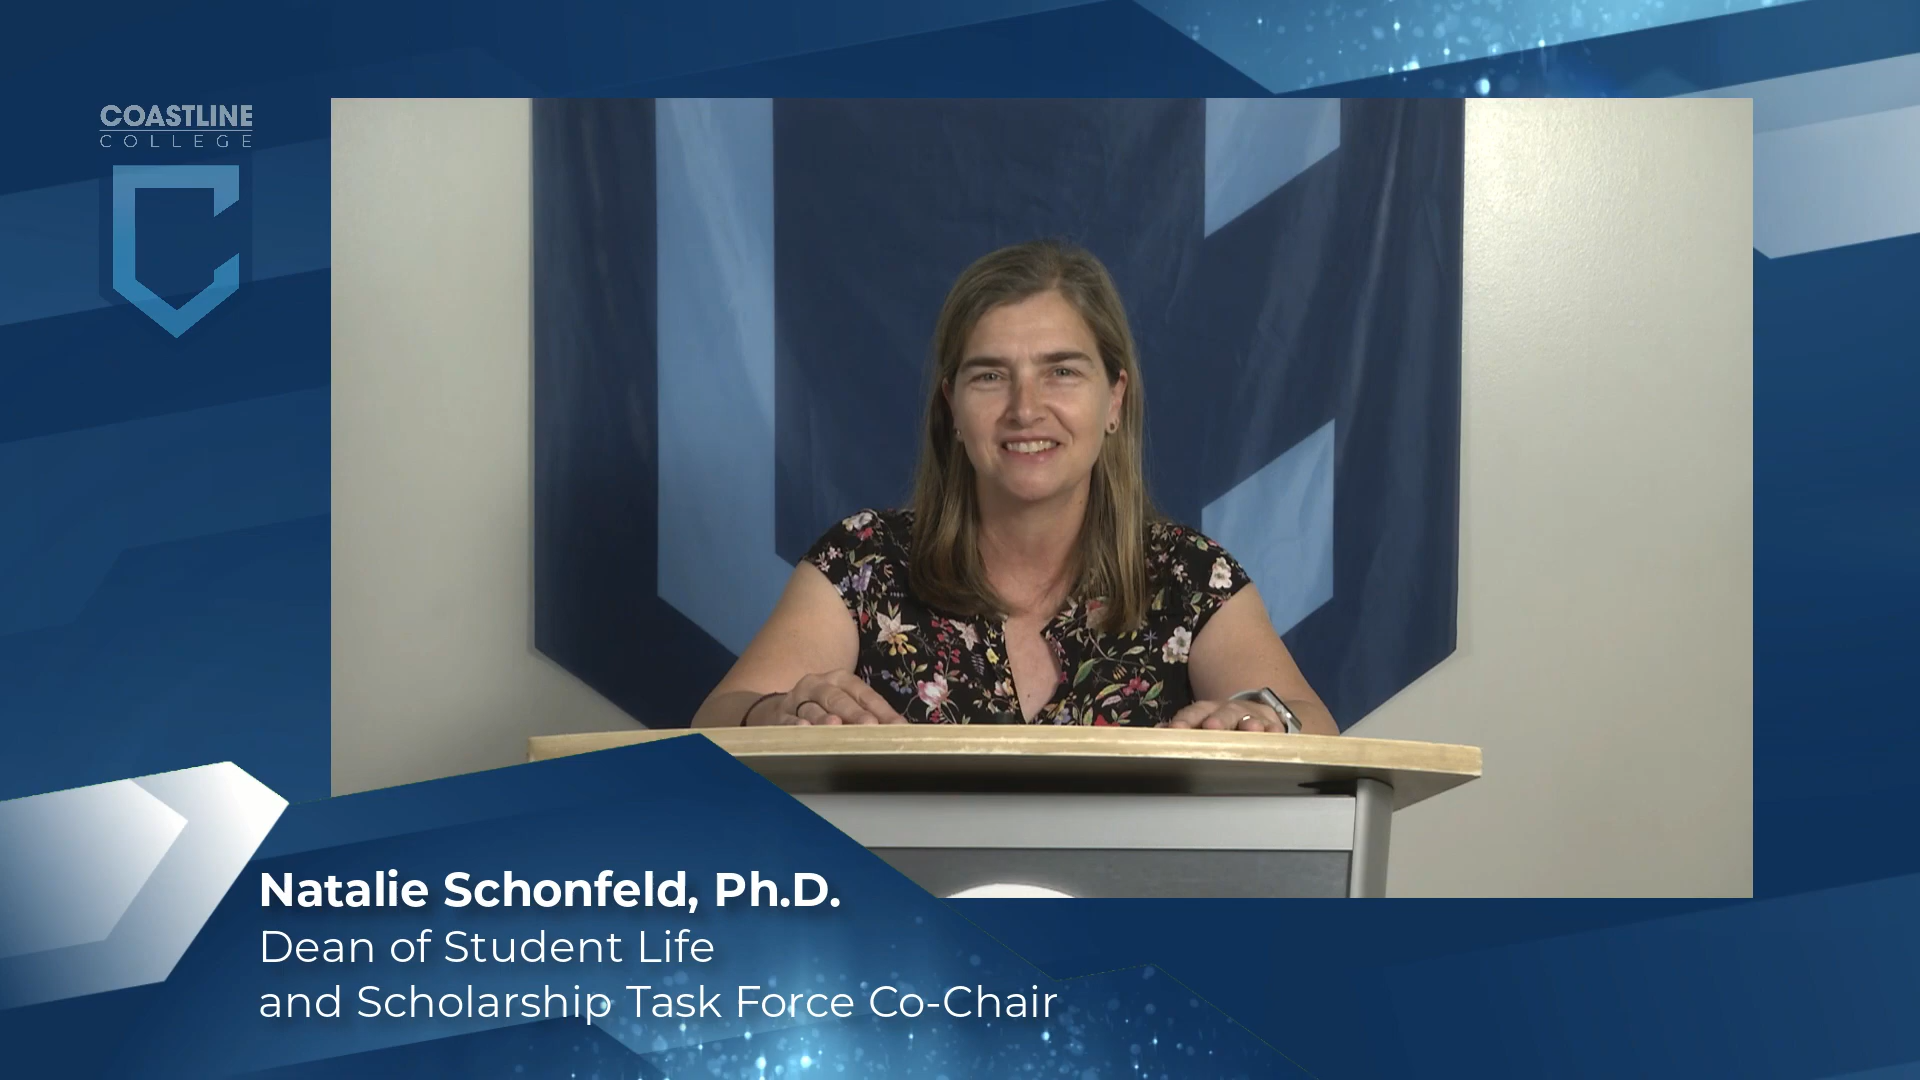 COASTLINE
COLLEGE
Natalie Schonfeld, Ph.D.
Dean of Student Life
and Scholarship Task Force Co-Chair